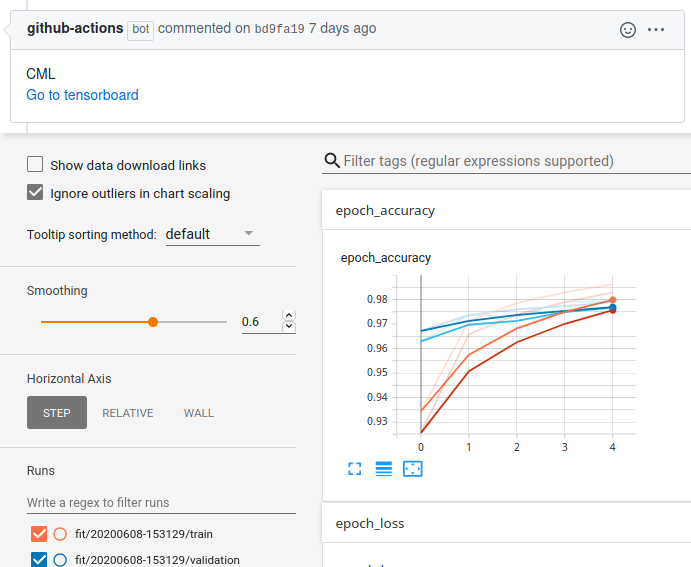 github-actions bot commented on bd9fa19 7 days ago
CML
Go to tensorboard
Show data download links
Ignore outliers in chart scaling
Tooltip sorting method: default
Smoothing
0.6
Horizontal Axis
STEP RELATIVE WALL
Runs
Write a regex to filter runs
fit/20200608-153129/train
fit/20200608-153129/validation
Filter tags (regular expressions supported)
epoch_accuracy
epoch_accuracy
0.98
0.97
0.96
0.95
0.94
0.93
0 1 2 3 4
epoch_loss